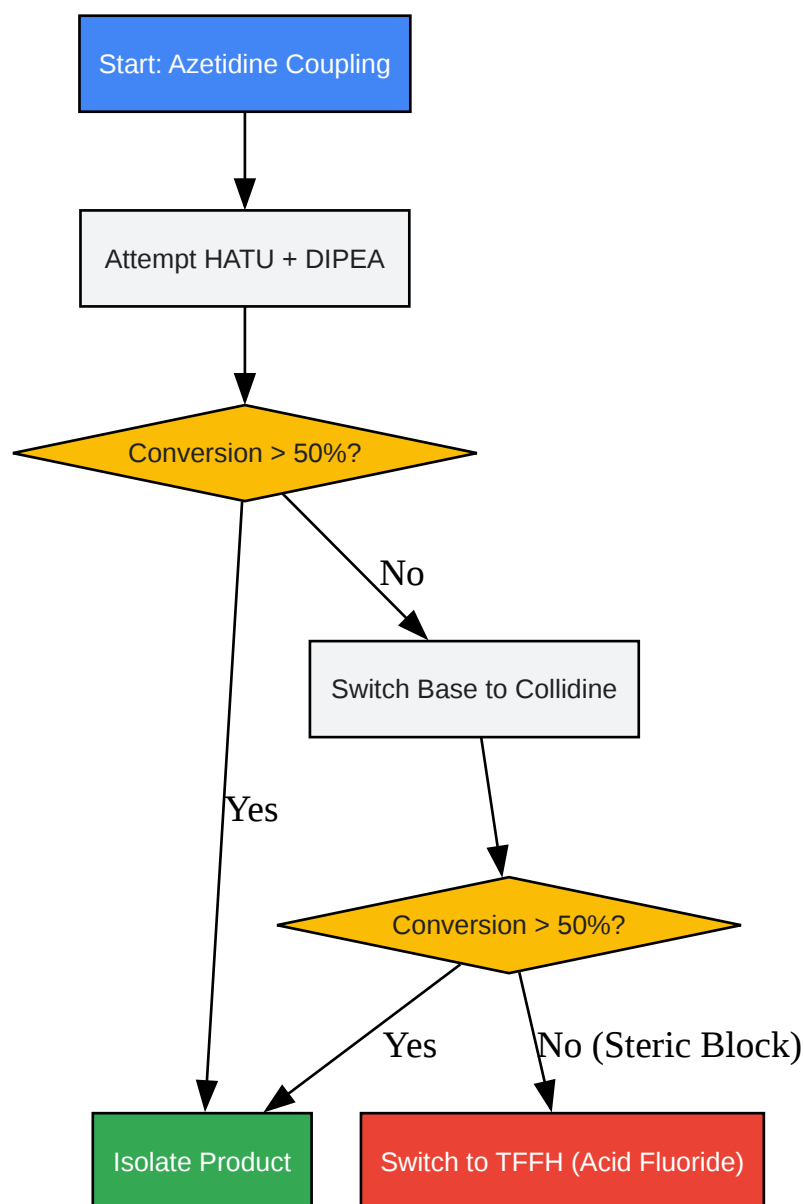 Start: Azetidine Coupling
Attempt HATU + DIPEA
Conversion > 50%?
No
Switch Base to Collidine
Yes
Conversion > 50%?
Yes
No (Steric Block)
Isolate Product
Switch to TFFH (Acid Fluoride)